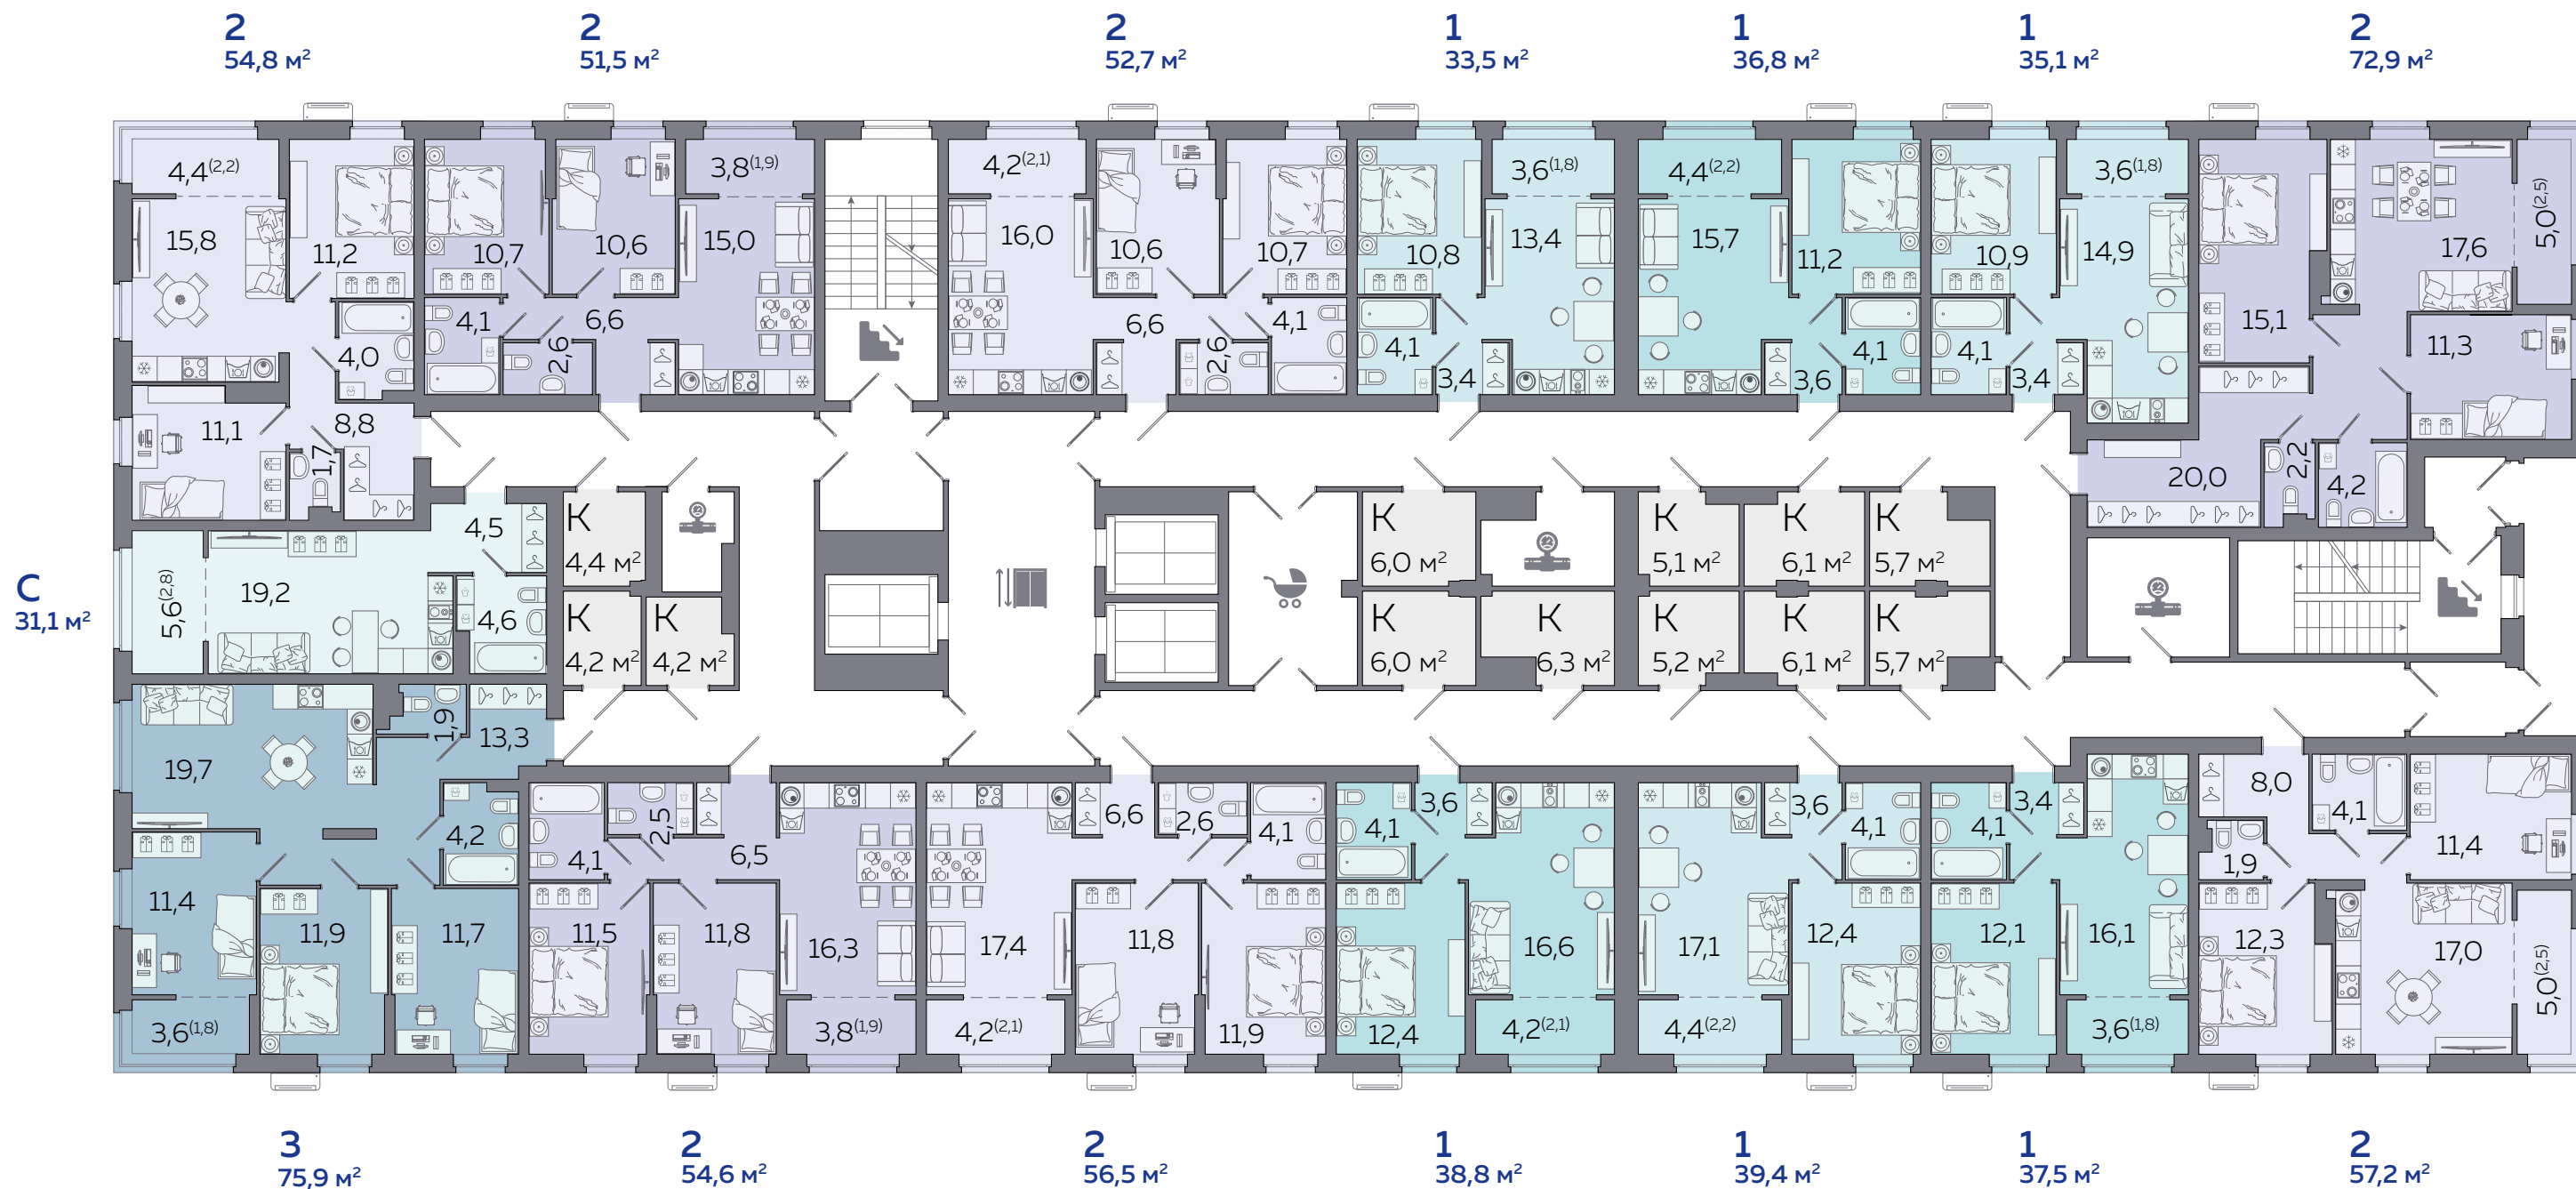 2
54,8 м²
2
51,5 м²
2
52,7 м²
1
33,5 м²
1
36,8 м²
1
35,1 м²
2
72,9 м²
4,4(2,2)
15,8
11,2
4,0
11,1
8,8
1,7
10,7
10,6
3,8(1,9)
15,0
4,1
6,6
2,6
4,2(2,1)
16,0
10,6
10,7
6,6
2,6
4,1
10,8
3,6(1,8)
13,4
4,1
3,4
4,4(2,2)
15,7
11,2
3,6
4,1
10,9
3,6(1,8)
14,9
4,1
3,4
15,1
17,6
5,0(2,5)
11,3
20,0
2,2
4,2
С
31,1 м²
5,6(2,8)
19,2
4,5
4,6
К
4,4 м²
К
4,2 м²
К
4,2 м²
К
6,0 м²
К
5,1 м²
К
6,1 м²
К
5,7 м²
К
6,0 м²
К
6,3 м²
К
5,2 м²
К
6,1 м²
К
5,7 м²
19,7
1,9
13,3
4,2
11,4
11,9
11,7
3,6(1,8)
4,1
2,5
6,5
11,5
11,8
16,3
3,8(1,9)
6,6
2,6
4,1
17,4
11,8
11,9
4,2(2,1)
4,1
3,6
12,4
16,6
4,2(2,1)
3,6
4,1
17,1
12,4
4,4(2,2)
4,1
3,4
12,1
16,1
3,6(1,8)
8,0
4,1
11,4
1,9
12,3
17,0
5,0(2,5)
3
75,9 м²
2
54,6 м²
2
56,5 м²
1
38,8 м²
1
39,4 м²
1
37,5 м²
2
57,2 м²